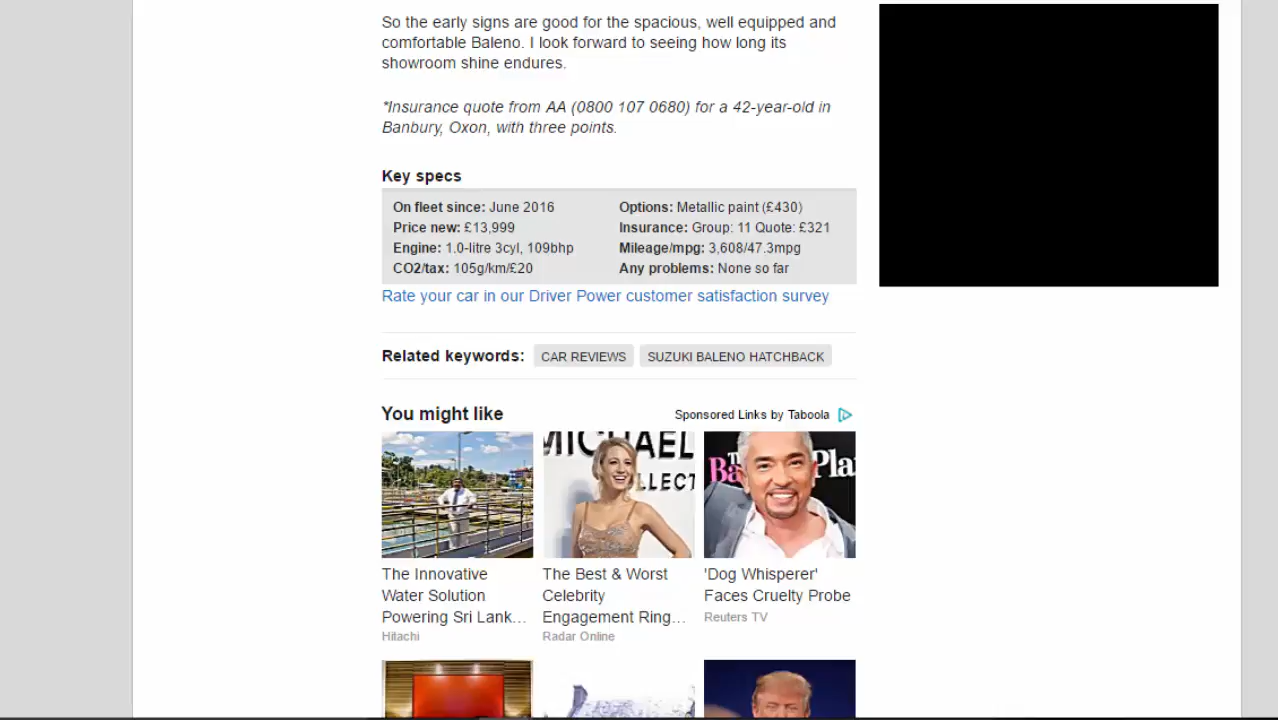 So the early signs are good for the spacious, well equipped and
comfortable Baleno. I look forward to seeing how long its
showroom shine endures.
*Insurance quote from AA (0800 107 0680) for a 42-year-old in
Banbury, Oxon, with three points.
Key specs
On fleet since: June 2016
Price new: £13,999
Engine: 1.0-litre 3cyl, 109bhp
CO2/tax: 105g/km/£20
Options: Metallic paint (£430)
Insurance: Group: 11 Quote: £321
Mileage/mpg: 3,608/47.3mpg
Any problems: None so far
Rate your car in our Driver Power customer satisfaction survey
Related keywords: CAR REVIEWS SUZUKI BALENO HATCHBACK
You might like
Sponsored Links by Taboola
MICHAEL
LLECT
The Innovative
Water Solution
Powering Sri Lank…
Hitachi
The Best & Worst
Celebrity
Engagement Ring…
Radar Online
'Dog Whisperer'
Faces Cruelty Probe
Reuters TV